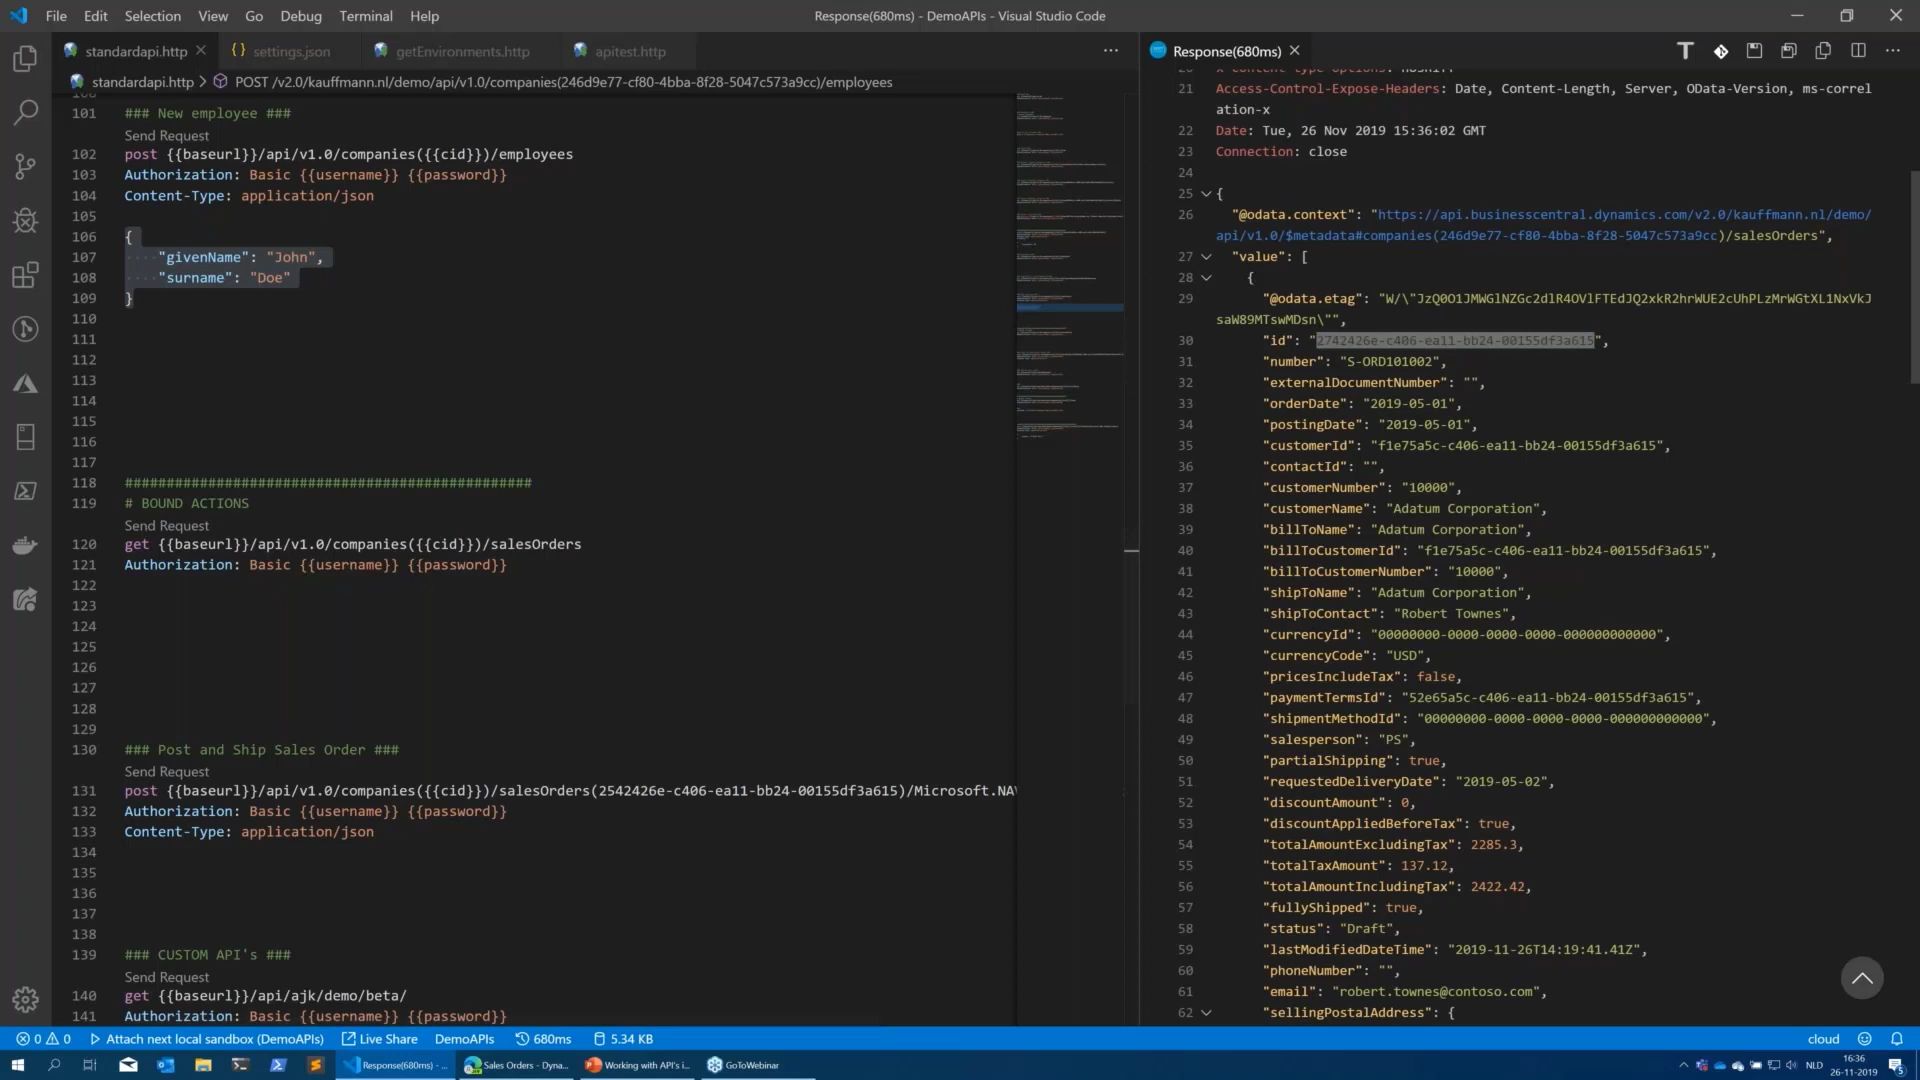 File Edit Selection View Go Debug Terminal Help
Response(680ms) - DemoAPIs - Visual Studio Code
standardapi.http
settings.json
getEnvironments.http
apitest.http
standardapi.http > POST /v2.0/kauffmann.nl/demo/api/v1.0/companies(246d9e77-cf80-4bba-8f28-5047c573a9cc)/employees
101 ### New employee ###
Send Request
102 post {{baseurl}}/api/v1.0/companies({{cid}})/employees
103 Authorization: Basic {{username}} {{password}}
104 Content-Type: application/json
105
106 {
107 ····"givenName": "John",
108 ····"surname": "Doe"
109 }
110
111
112
113
114
115
116
117
118 #################################################
119 # BOUND ACTIONS
Send Request
120 get {{baseurl}}/api/v1.0/companies({{cid}})/salesOrders
121 Authorization: Basic {{username}} {{password}}
122
123
124
125
126
127
128
129
130 ### Post and Ship Sales Order ###
Send Request
131 post {{baseurl}}/api/v1.0/companies({{cid}})/salesOrders(2542426e-c406-ea11-bb24-00155df3a615)/Microsoft.NAV
132 Authorization: Basic {{username}} {{password}}
133 Content-Type: application/json
134
135
136
137
138
139 ### CUSTOM API's ###
Send Request
140 get {{baseurl}}/api/ajk/demo/beta/
141 Authorization: Basic {{username}} {{password}}
Response(680ms)
21 Access-Control-Expose-Headers: Date, Content-Length, Server, OData-Version, ms-correl
ation-x
22 Date: Tue, 26 Nov 2019 15:36:02 GMT
23 Connection: close
24
25 {
26 "@odata.context": "https://api.businesscentral.dynamics.com/v2.0/kauffmann.nl/demo/
api/v1.0/$metadata#companies(246d9e77-cf80-4bba-8f28-5047c573a9cc)/salesOrders",
27 "value": [
28 {
29 "@odata.etag":
30 "id": "2742426e-c406-ea11-bb24-00155df3a615",
31 "number": "S-ORD101002",
32 "externalDocumentNumber": "",
33 "orderDate": "2019-05-01",
34 "postingDate": "2019-05-01",
35 "customerId": "f1e75a5c-c406-ea11-bb24-00155df3a615",
36 "contactId": "",
37 "customerNumber": "10000",
38 "customerName": "Adatum Corporation",
39 "billToName": "Adatum Corporation",
40 "billToCustomerId": "f1e75a5c-c406-ea11-bb24-00155df3a615",
41 "billToCustomerNumber": "10000",
42 "shipToName": "Adatum Corporation",
43 "shipToContact": "Robert Townes",
44 "currencyId": "00000000-0000-0000-0000-000000000000",
45 "currencyCode": "USD",
46 "pricesIncludeTax": false,
47 "paymentTermsId": "52e65a5c-c406-ea11-bb24-00155df3a615",
48 "shipmentMethodId": "00000000-0000-0000-0000-000000000000",
49 "salesperson": "PS",
50 "partialShipping": true,
51 "requestedDeliveryDate": "2019-05-02",
52 "discountAmount": 0,
53 "discountAppliedBeforeTax": true,
54 "totalAmountExcludingTax": 2285.3,
55 "totalTaxAmount": 137.12,
56 "totalAmountIncludingTax": 2422.42,
57 "fullyShipped": true,
58 "status": "Draft",
59 "lastModifiedDateTime": "2019-11-26T14:19:41.41Z",
60 "phoneNumber": "",
61 "email": "robert.townes@contoso.com",
62 "sellingPostalAddress": {
0 0 Attach next local sandbox (DemoAPIs) Live Share DemoAPIs 680ms 5.34 KB cloud
Response(680ms) - ... Sales Orders - Dyna... Working with API's i... GoToWebinar NLD 16:36
26-11-2019 5